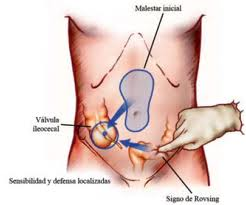 Malestar inicial
Válvula
ileocecal
Sensibilidad y defensa localizadas
Signo de Rovsing